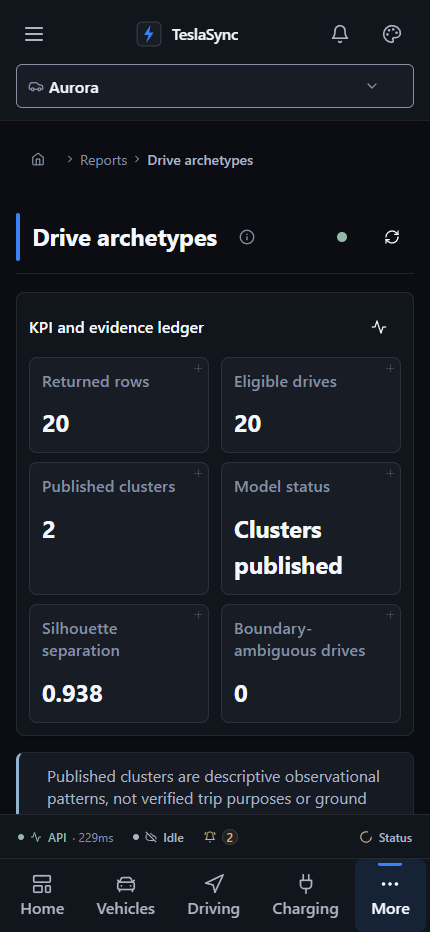 TeslaSync
Aurora
Reports
Drive archetypes
Drive archetypes
KPI and evidence ledger
Returned rows
20
Eligible drives
20
Published clusters
2
Model status
Clusters
published
Silhouette
separation
0.938
Boundary-
ambiguous drives
0
Published clusters are descriptive observational
patterns, not verified trip purposes or ground
API · 229ms
Idle
2
Status
Home
Vehicles
Driving
Charging
More